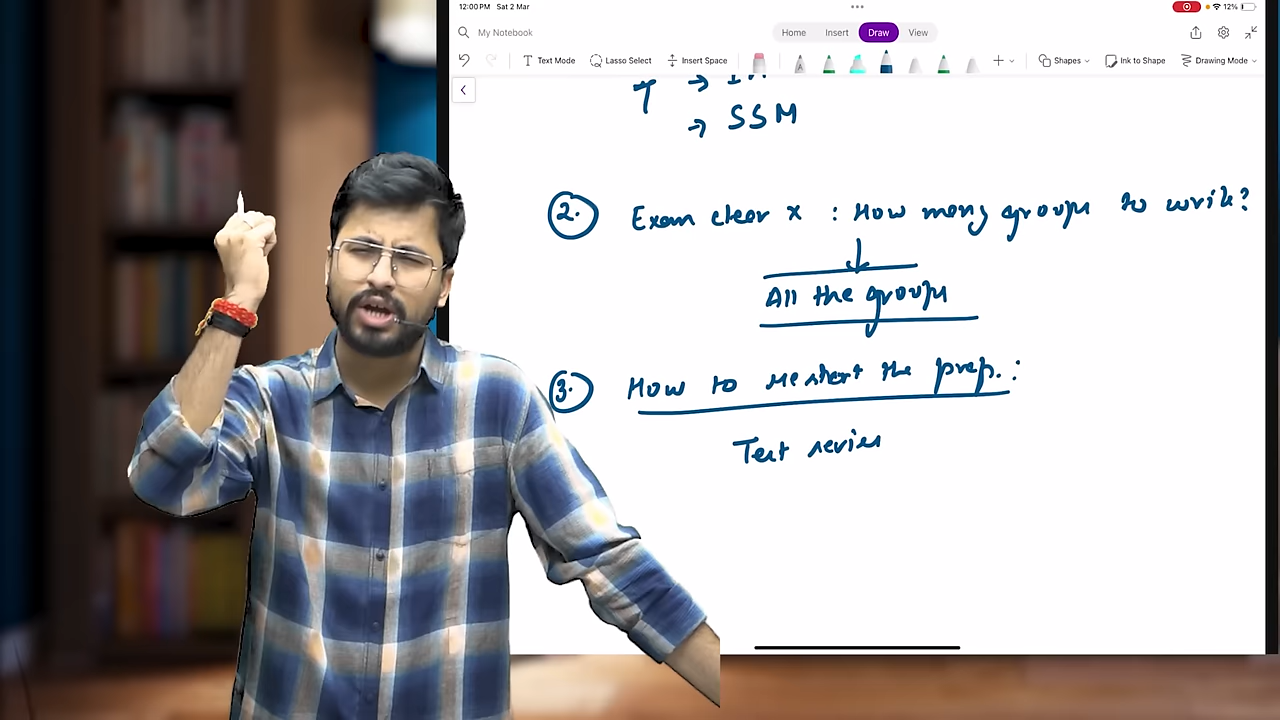 12:00 PM Sat 2 Mar
12%
My Notebook
Home Insert Draw View
Text Mode Lasso Select Insert Space Shapes Ink to Shape Drawing Mode
→ SSM
2. Exam clear x : How many groups to write?
All the groups
3. How to restart the prep. :
Test series